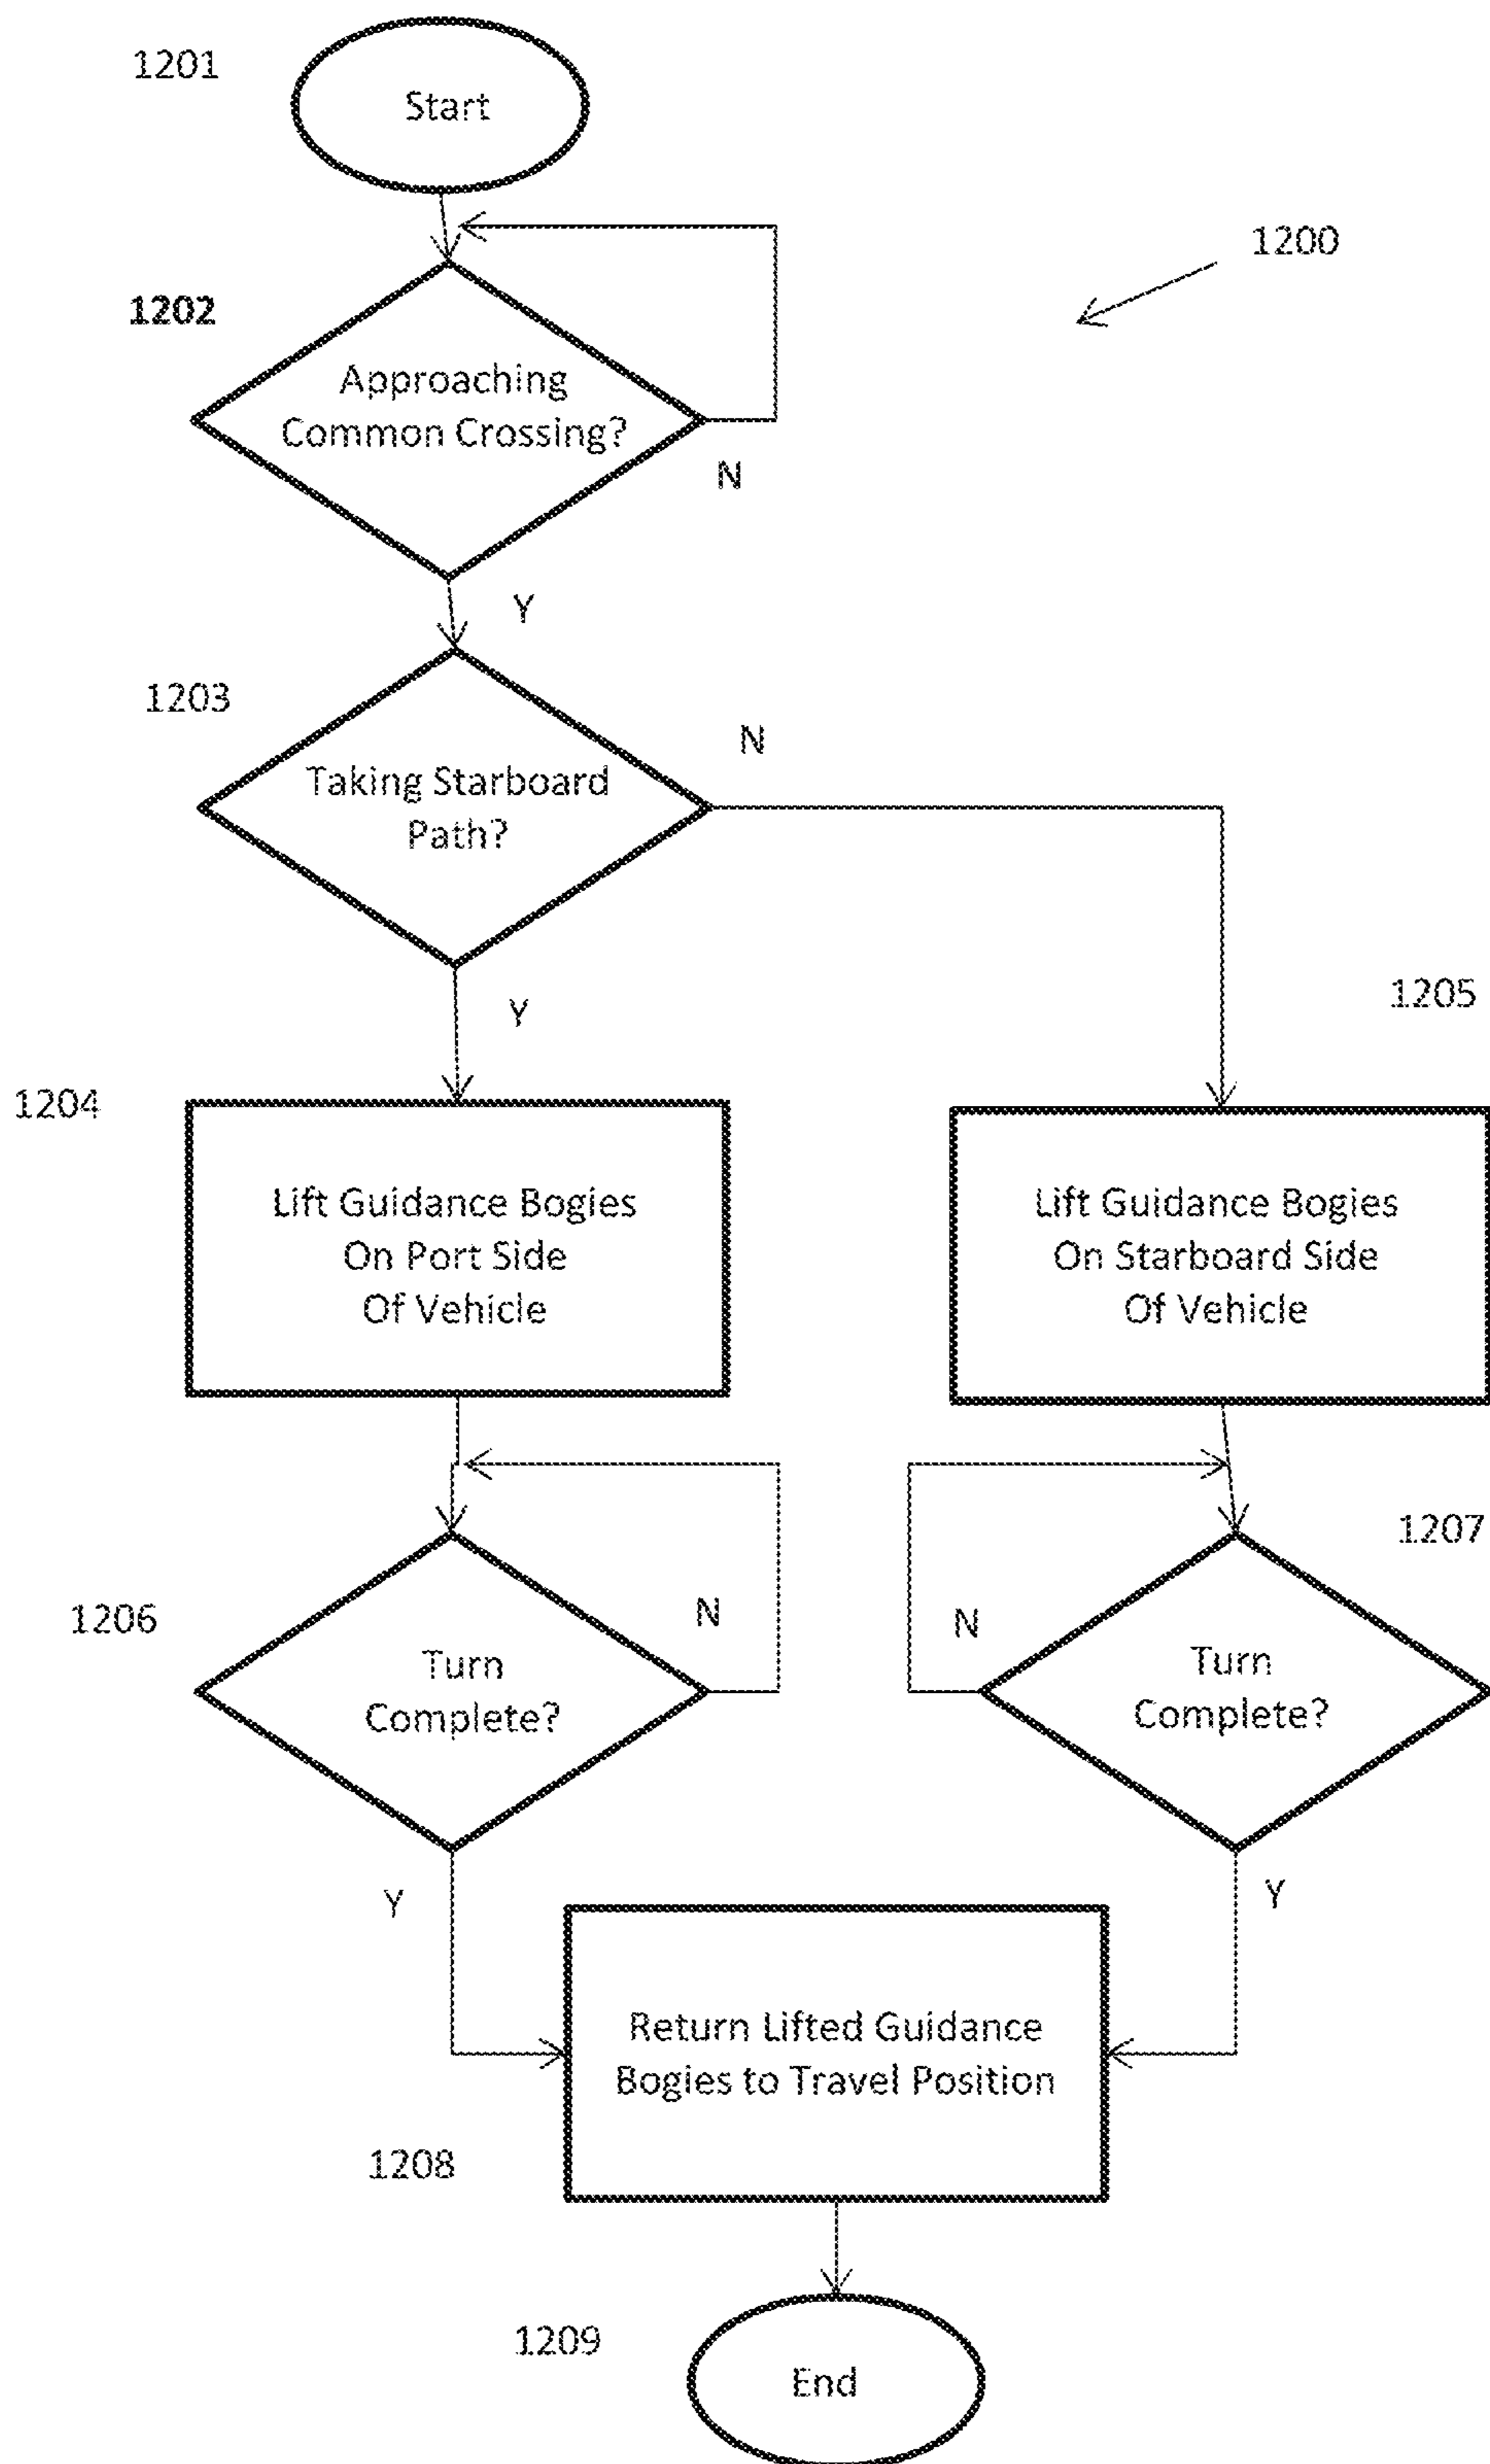 1201
Start
1200
1202
Approaching
Common Crossing?
N
Y
1203
N
Taking Starboard
Path?
Y
1205
1204
Lift Guidance Bogies
On Port Side
Of Vehicle
Lift Guidance Bogies
On Starboard Side
Of Vehicle
1207
1206
N
Turn
Complete?
N
Turn
Complete?
Y
Y
Return Lifted Guidance
Bogies to Travel Position
1208
1209
End